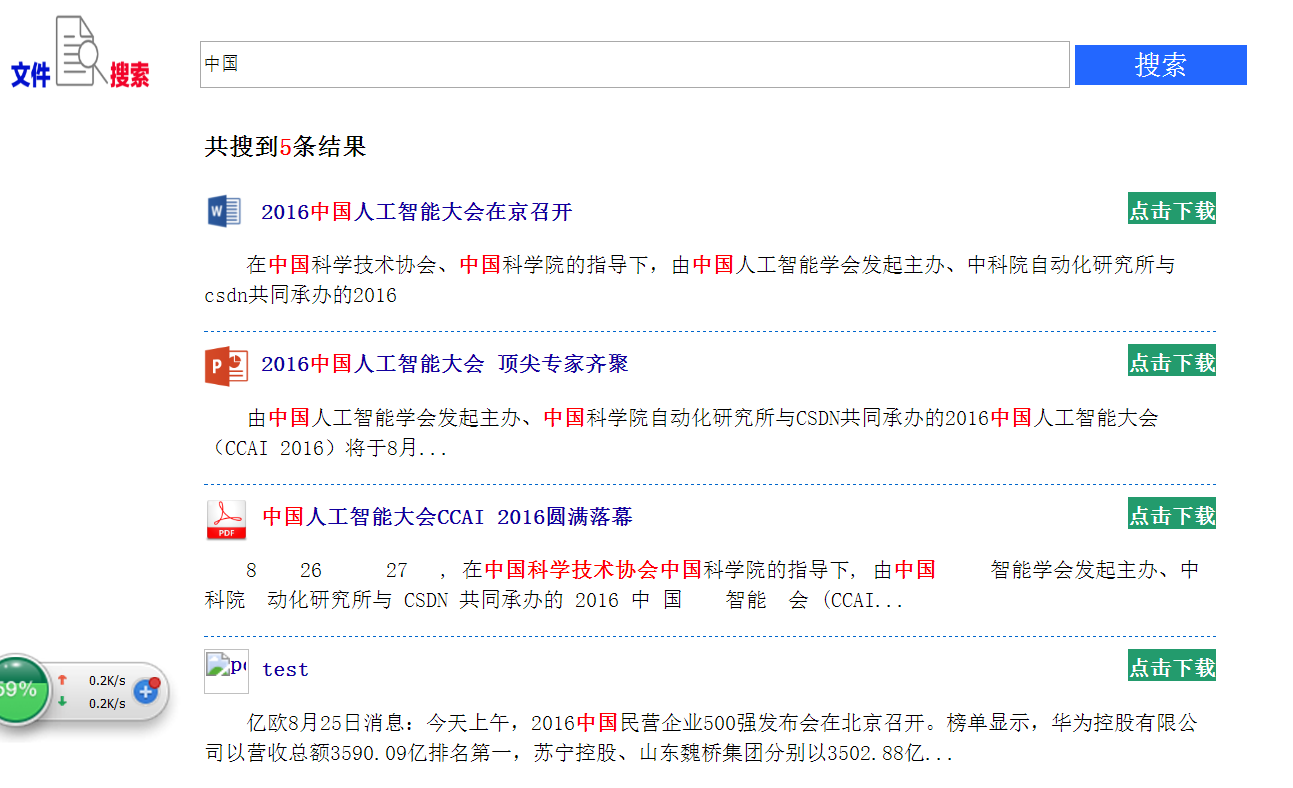 文件 搜索
中国 搜索
共搜到5条结果
W 2016中国人工智能大会在京召开 点击下载
在中国科学技术协会、中国科学院的指导下，由中国人工智能学会发起主办、中科院自动化研究所与
csdn共同承办的2016
P 2016中国人工智能大会 顶尖专家齐聚 点击下载
由中国人工智能学会发起主办、中国科学院自动化研究所与CSDN共同承办的2016中国人工智能大会
（CCAI 2016）将于8月...
PDF 中国人工智能大会CCAI 2016圆满落幕 点击下载
8 26 27 , 在中国科学技术协会中国科学院的指导下, 由中国 智能学会发起主办、中
科院 动化研究所与 CSDN 共同承办的 2016 中 国 智能 会 (CCAI...
test 点击下载
59% 0.2K/s
0.2K/s
亿欧8月25日消息：今天上午，2016中国民营企业500强发布会在北京召开。榜单显示，华为控股有限公
司以营收总额3590.09亿排名第一，苏宁控股、山东魏桥集团分别以3502.88亿...